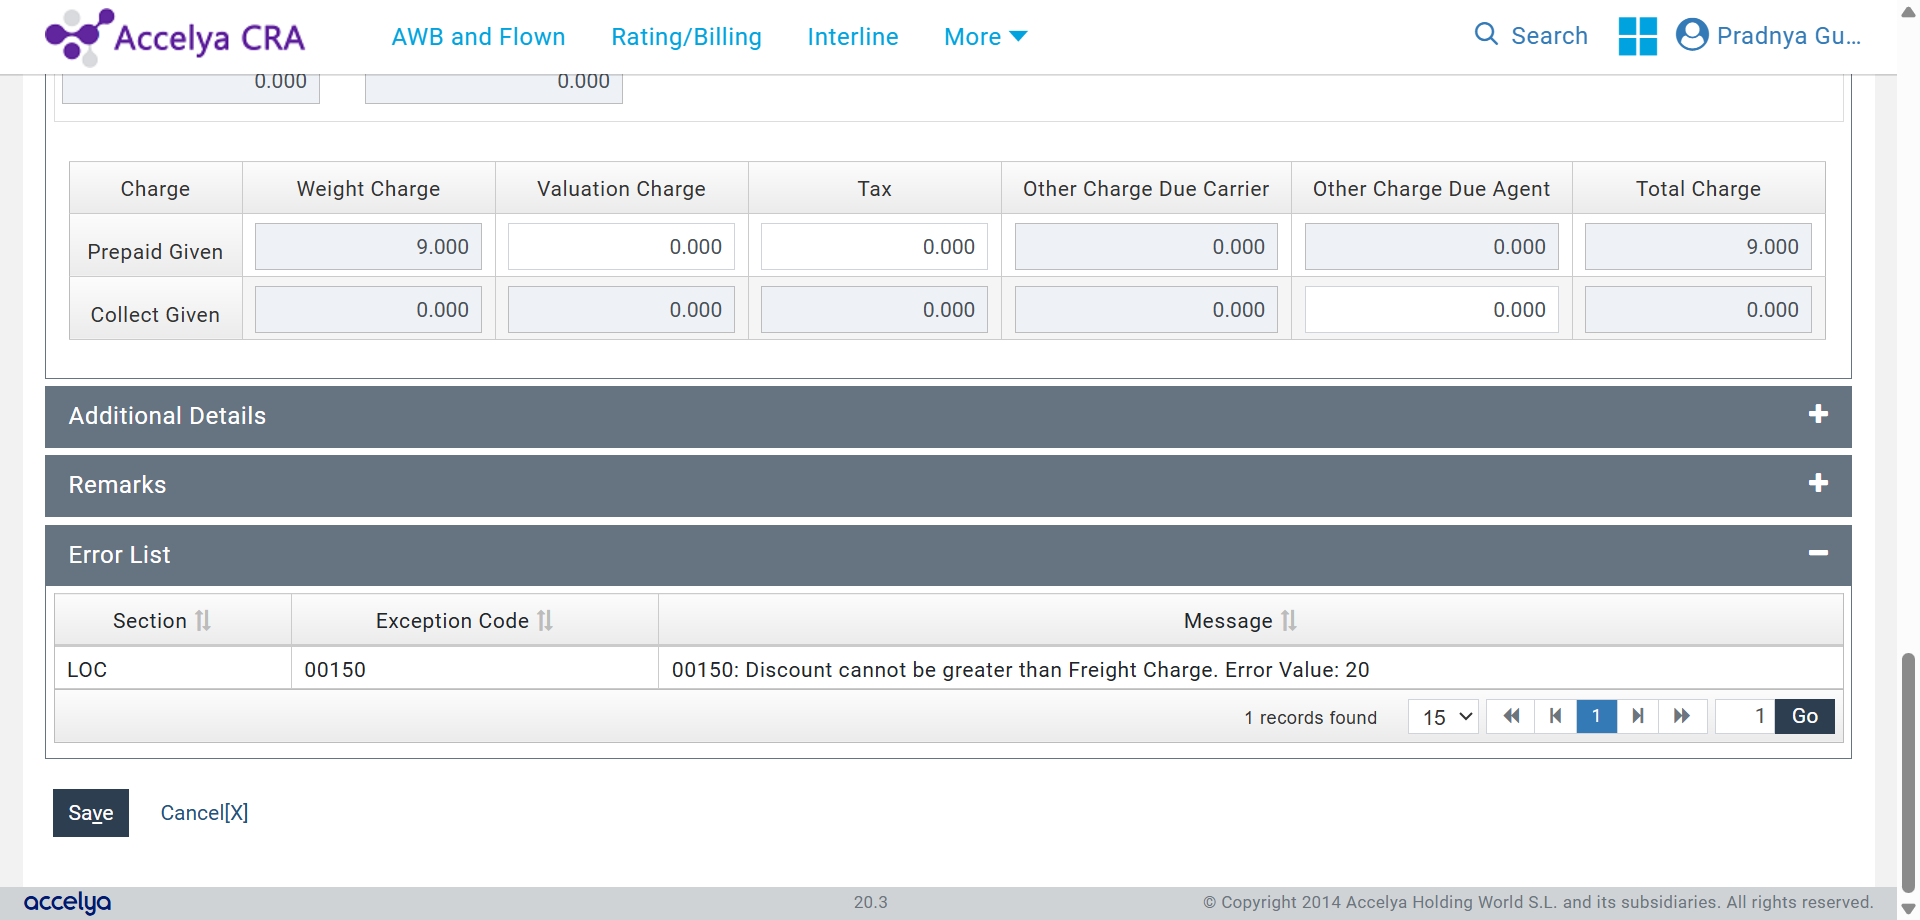 Accelya CRA AWB and Flown Rating/Billing Interline More Search Pradnya Gu...
0.000 0.000
Charge Weight Charge Valuation Charge Tax Other Charge Due Carrier Other Charge Due Agent Total Charge
Prepaid Given 9.000 0.000 0.000 0.000 0.000 9.000
Collect Given 0.000 0.000 0.000 0.000 0.000 0.000
Additional Details
Remarks
Error List
Section Exception Code Message
LOC 00150 00150: Discount cannot be greater than Freight Charge. Error Value: 20
1 records found 15 1 1 Go
Save Cancel[X]
accelya 20.3 © Copyright 2014 Accelya Holding World S.L. and its subsidiaries. All rights reserved.